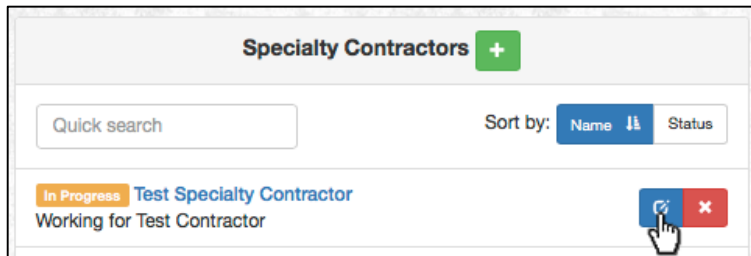 Specialty Contractors +
Quick search
Sort by: Name Status
In Progress Test Specialty Contractor
Working for Test Contractor